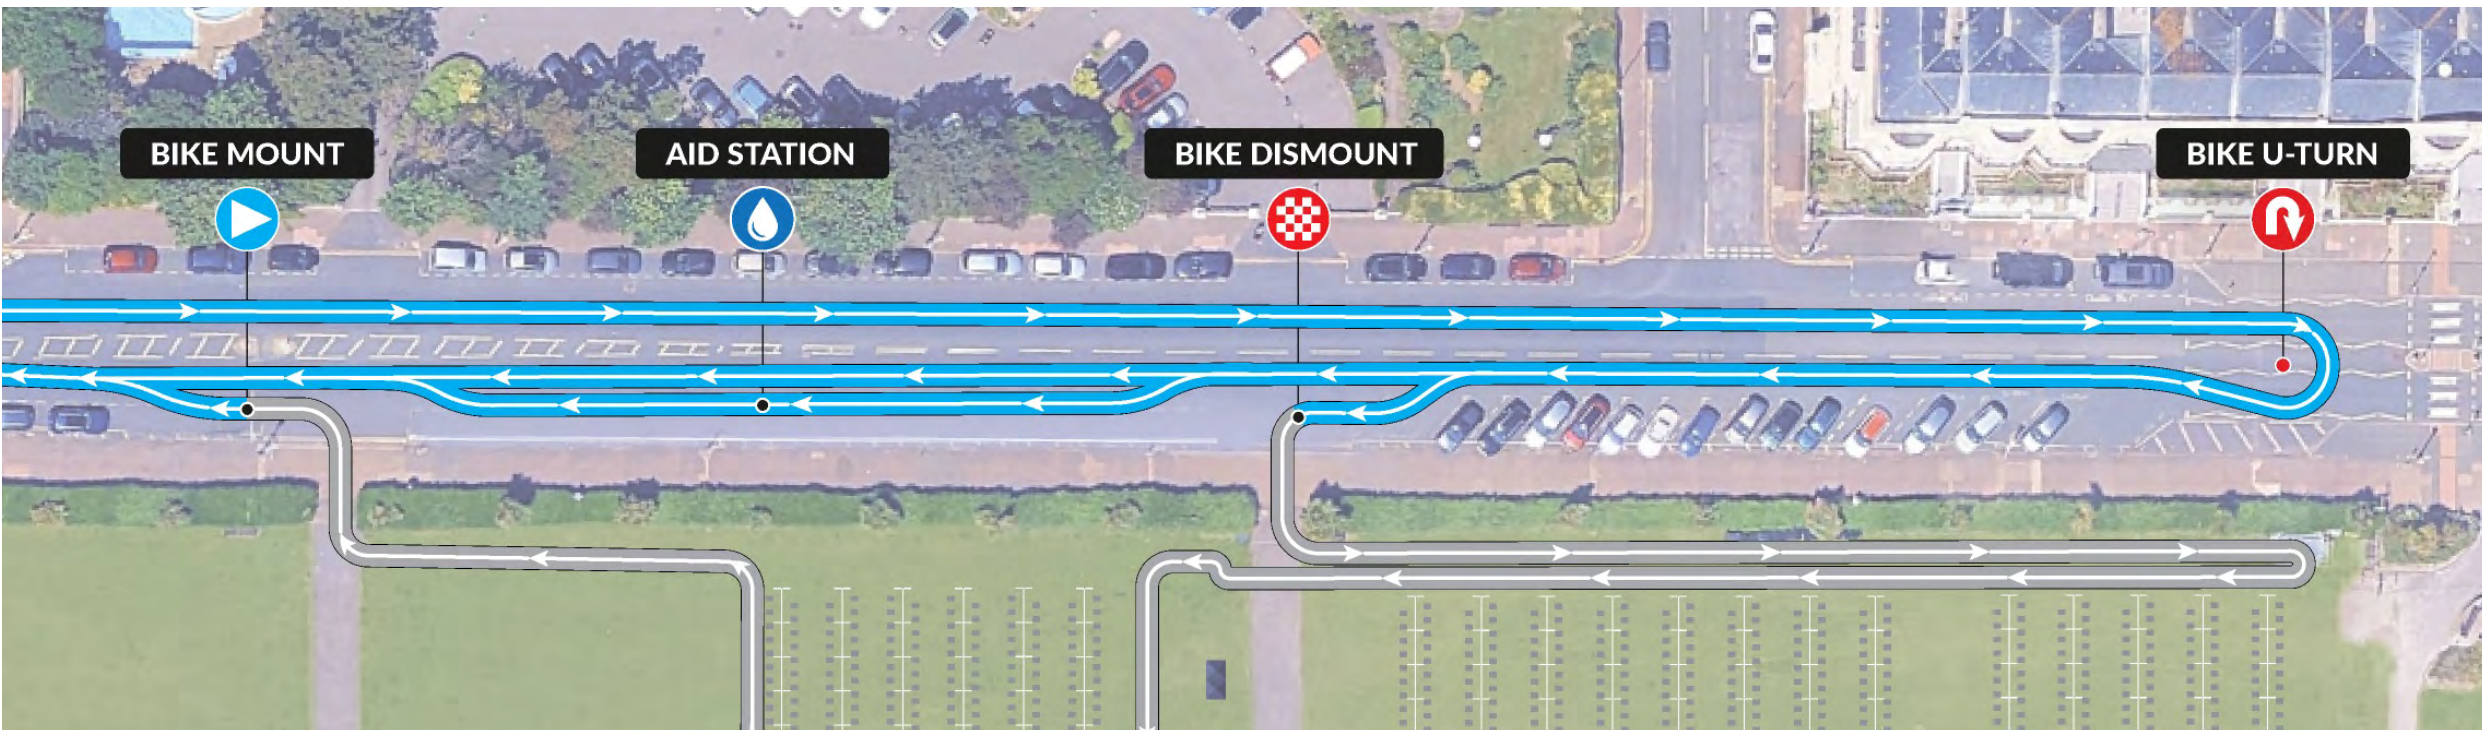 BIKE MOUNT
AID STATION
BIKE DISMOUNT
BIKE U-TURN